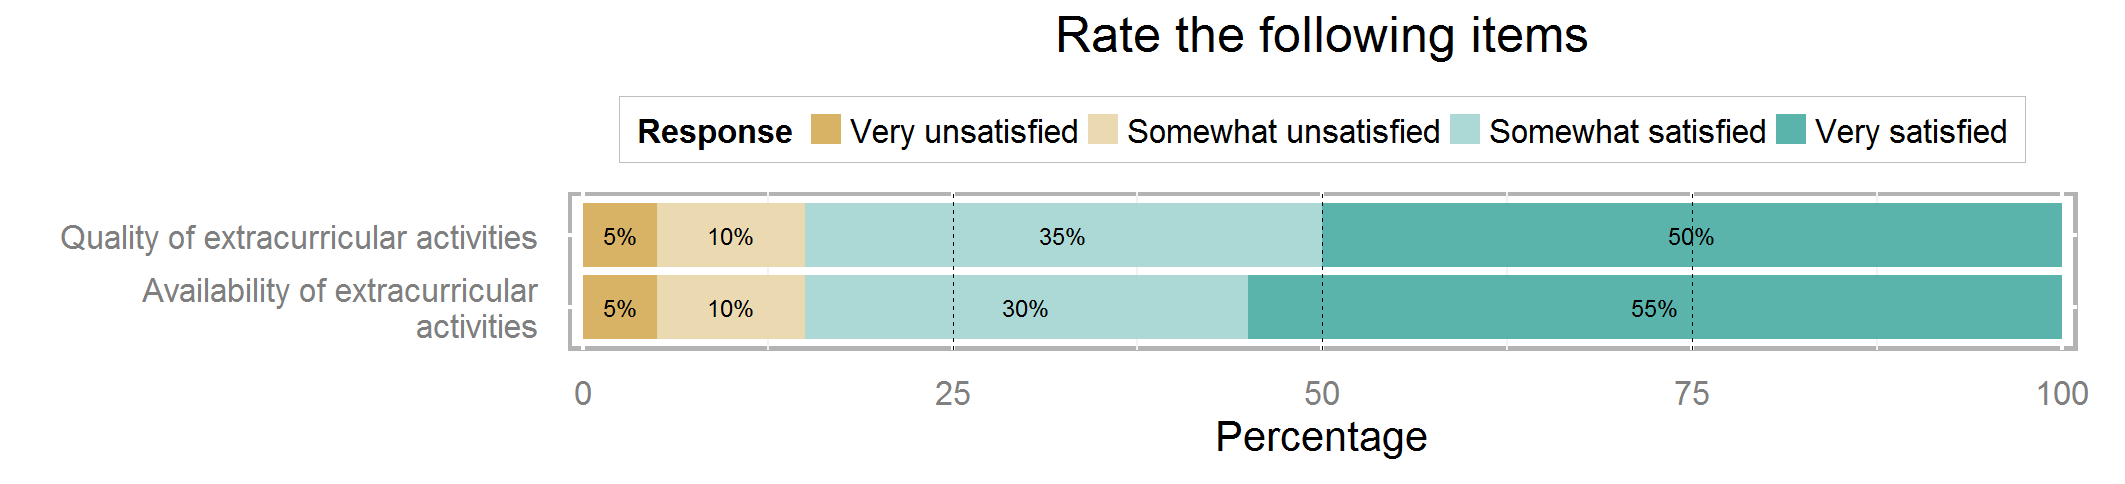 Rate the following items
Response Very unsatisfied Somewhat unsatisfied Somewhat satisfied Very satisfied
Quality of extracurricular activities 5% 10% 35% 50%
Availability of extracurricular
activities 5% 10% 30% 55%
0 25 50 75 100
Percentage